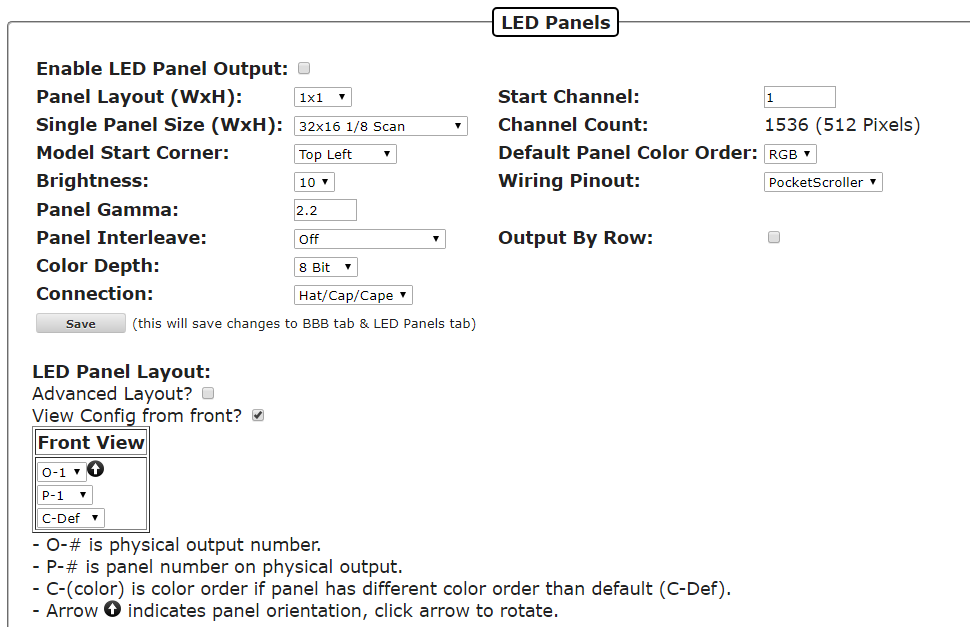 LED Panels
Enable LED Panel Output:
Panel Layout (WxH): 1x1 Start Channel: 1
Single Panel Size (WxH): 32x16 1/8 Scan Channel Count: 1536 (512 Pixels)
Model Start Corner: Top Left Default Panel Color Order: RGB
Brightness: 10 Wiring Pinout: PocketScroller
Panel Gamma: 2.2
Panel Interleave: Off Output By Row:
Color Depth: 8 Bit
Connection: Hat/Cap/Cape
Save (this will save changes to BBB tab & LED Panels tab)
LED Panel Layout:
Advanced Layout?
View Config from front?
Front View
O-1
P-1
C-Def
- O-# is physical output number.
- P-# is panel number on physical output.
- C-(color) is color order if panel has different color order than default (C-Def).
- Arrow indicates panel orientation, click arrow to rotate.